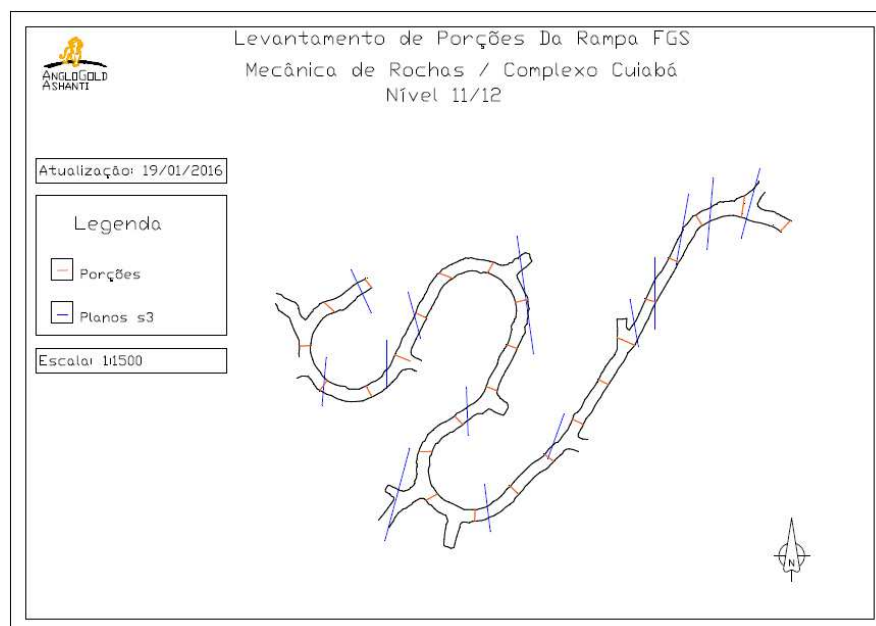 Levantamento de Porções Da Rampa FGS
Mecânica de Rochas / Complexo Cuiabá
Nível 11/12
ANGLOGOLD
ASHANTI
Atualização: 19/01/2016
Legenda
Porções
Planos s3
Escala: 1:1500
N